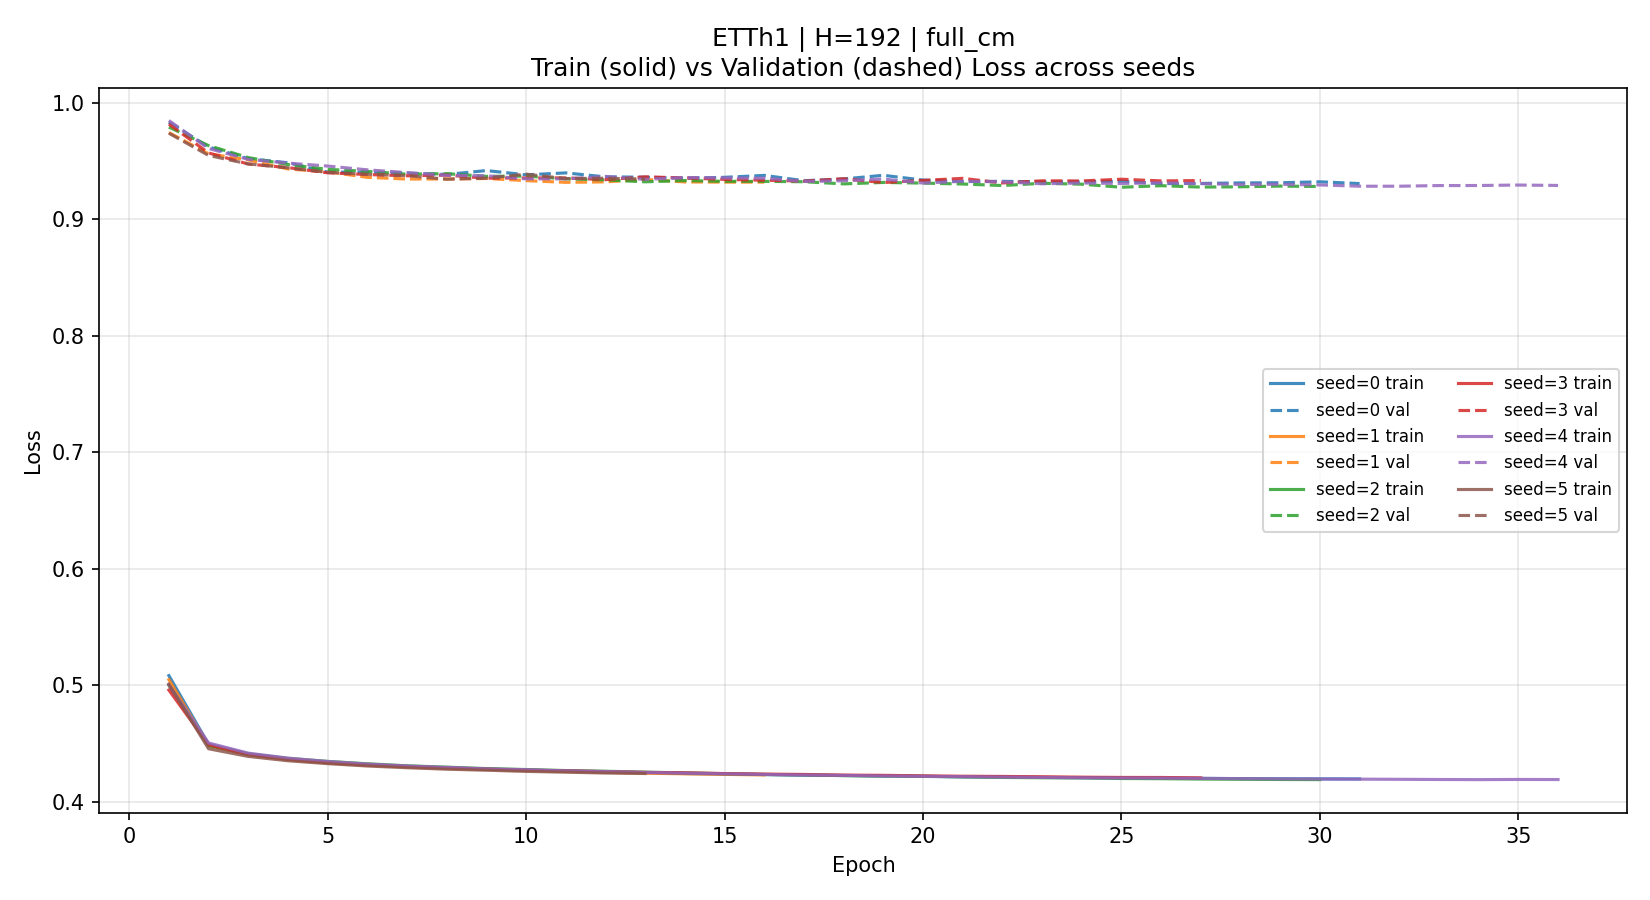 ETTh1 | H=192 | full_cm
Train (solid) vs Validation (dashed) Loss across seeds
Loss
1.0
0.9
0.8
0.7
0.6
0.5
0.4
seed=0 train
seed=0 val
seed=1 train
seed=1 val
seed=2 train
seed=2 val
seed=3 train
seed=3 val
seed=4 train
seed=4 val
seed=5 train
seed=5 val
0 5 10 15 20 25 30 35
Epoch